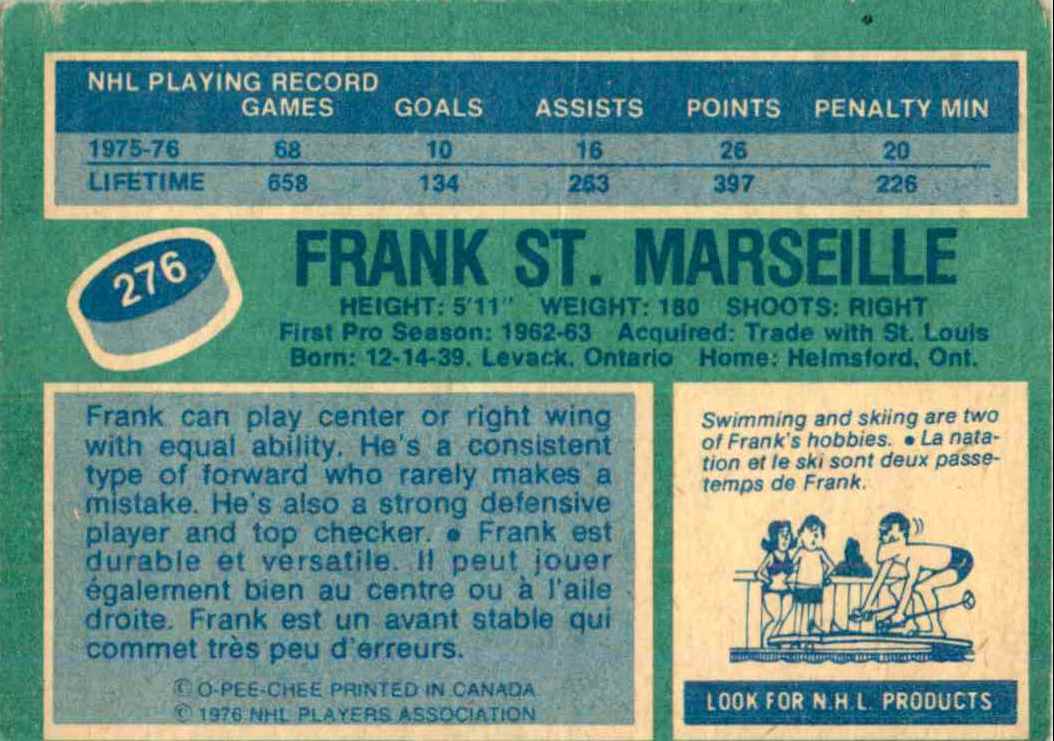 NHL PLAYING RECORD
GAMES GOALS ASSISTS POINTS PENALTY MIN
1975-76 68 10 16 26 20
LIFETIME 658 134 263 397 226
276
FRANK ST. MARSEILLE
HEIGHT: 5'11" WEIGHT: 180 SHOOTS: RIGHT
First Pro Season: 1962-63 Acquired: Trade with St. Louis
Born: 12-14-39. Levack. Ontario Home: Helmsford, Ont.
Frank can play center or right wing
with equal ability. He's a consistent
type of forward who rarely makes a
mistake. He's also a strong defensive
player and top checker. • Frank est
durable et versatile. Il peut jouer
également bien au centre ou à l'aile
droite. Frank est un avant stable qui
commet très peu d'erreurs.
© O-PEE-CHEE PRINTED IN CANADA
© 1976 NHL PLAYERS ASSOCIATION
Swimming and skiing are two
of Frank's hobbies. • La nata-
tion et le ski sont deux passe-
temps de Frank.
LOOK FOR N.H.L. PRODUCTS